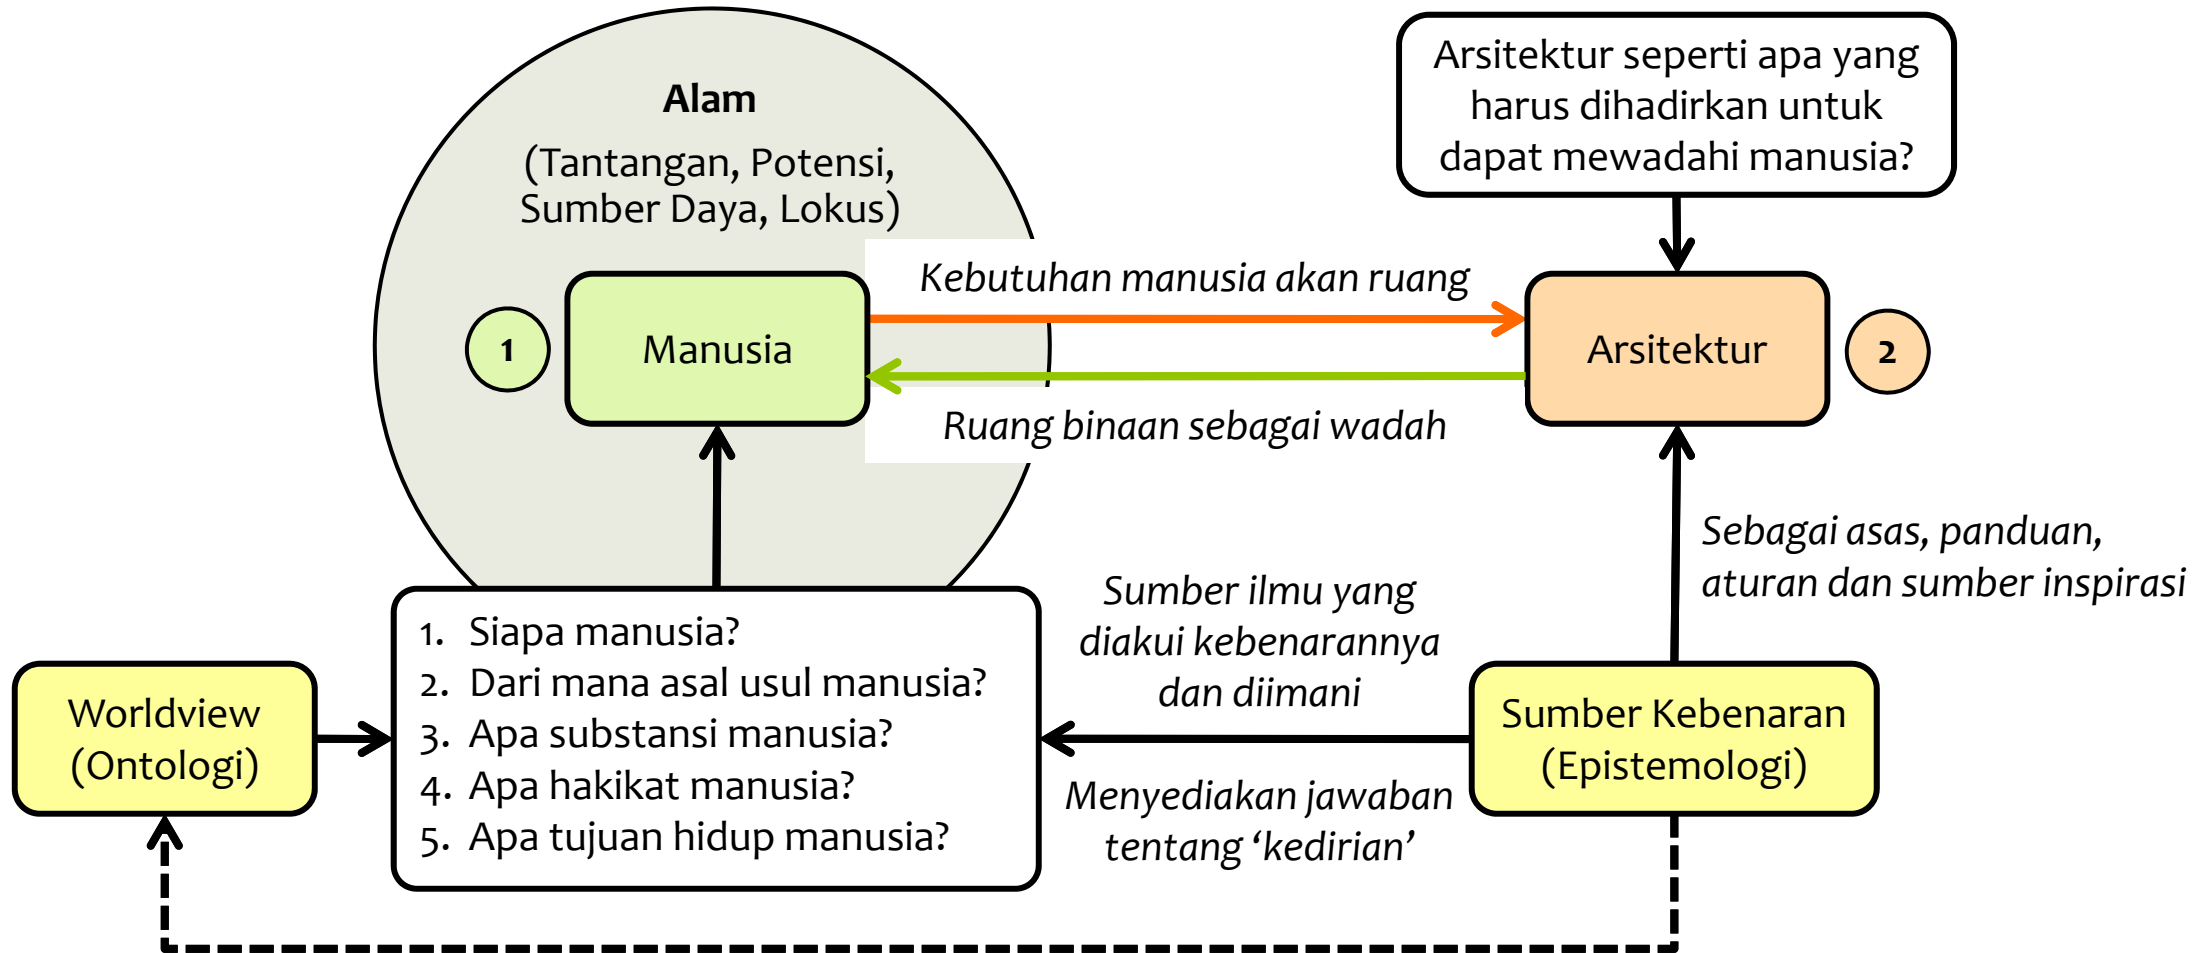 Alam
(Tantangan, Potensi,
Sumber Daya, Lokus)
Arsitektur seperti apa yang
harus dihadirkan untuk
dapat mewadahi manusia?
Kebutuhan manusia akan ruang
1
Manusia
Arsitektur
2
Ruang binaan sebagai wadah
Sebagai asas, panduan,
aturan dan sumber inspirasi
Sumber ilmu yang
diakui kebenarannya
dan diimani
Worldview
(Ontologi)
1. Siapa manusia?
2. Dari mana asal usul manusia?
3. Apa substansi manusia?
4. Apa hakikat manusia?
5. Apa tujuan hidup manusia?
Sumber Kebenaran
(Epistemologi)
Menyediakan jawaban
tentang ‘kedirian’